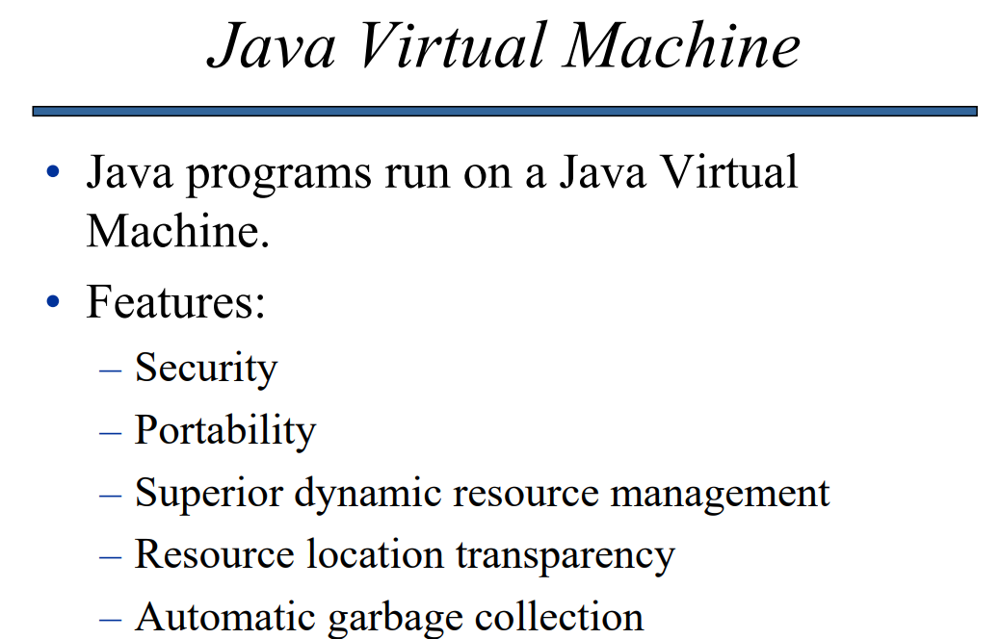 Java Virtual Machine
• Java programs run on a Java Virtual
Machine.
• Features:
– Security
– Portability
– Superior dynamic resource management
– Resource location transparency
– Automatic garbage collection